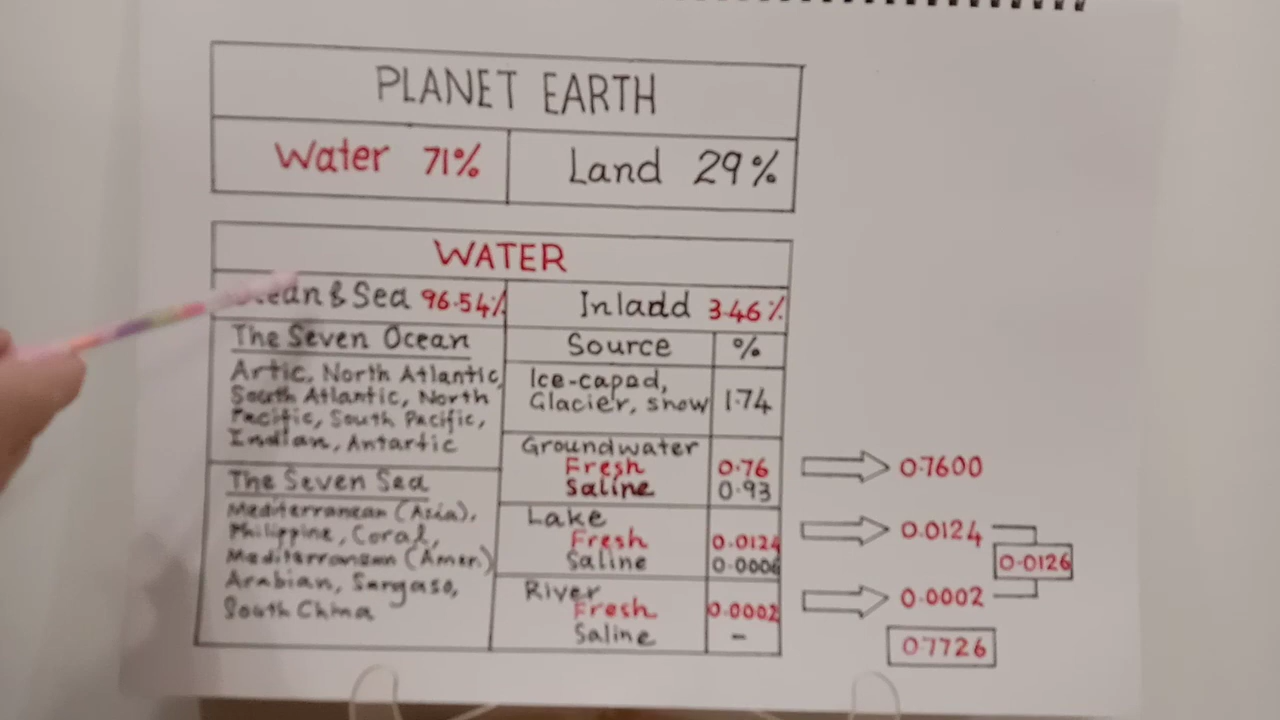 PLANET EARTH
Water 71%
Land 29%
WATER
Ocean & Sea 96.54%
Inladd 3.46%
The Seven Ocean
Artic, North Atlantic,
South Atlantic, North
Pacific, South Pacific,
Indian, Antartic
The Seven Sea
Mediterranean (Asia),
Philippine, Coral,
Mediterranean (Amer.)
Arabian, Sargaso,
South China
Source %
Ice-capad,
Glacier, snow 1.74
Groundwater
Fresh 0.76
Saline 0.93
Lake
Fresh 0.0124
Saline 0.0006
River
Fresh 0.0002
Saline -
0.7600
0.0124
0.0126
0.0002
0.7726